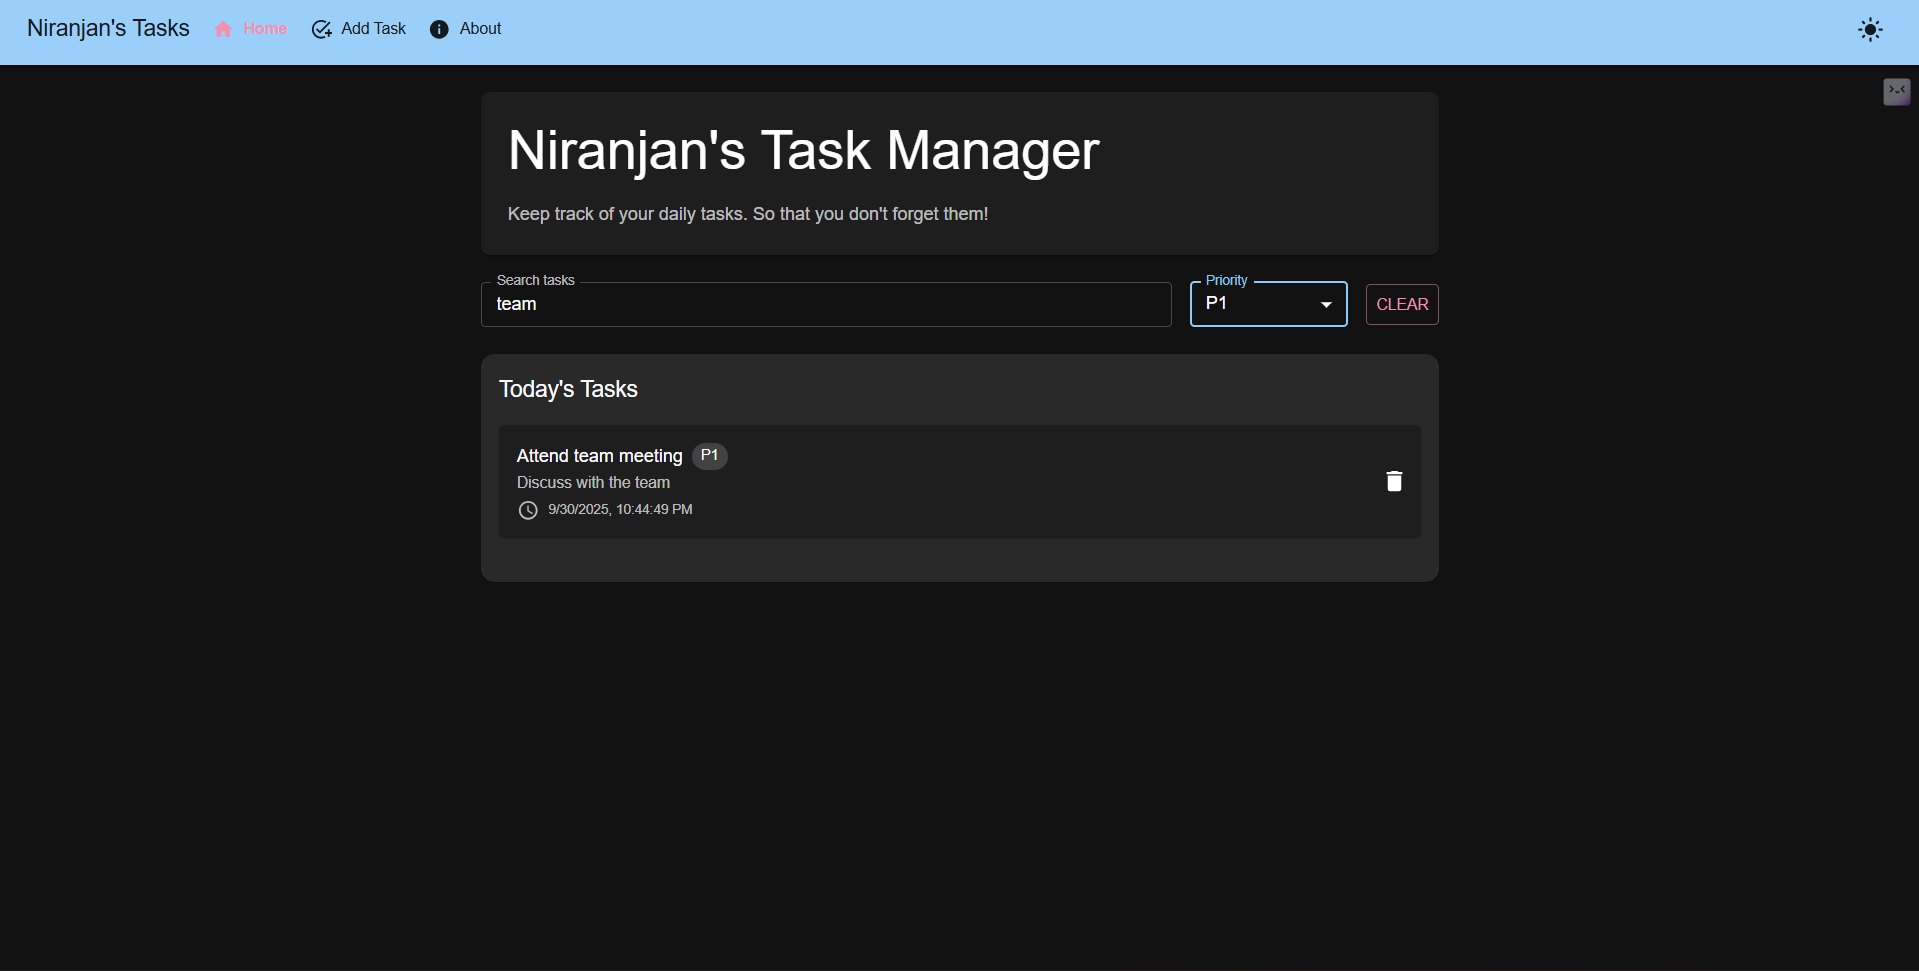 Niranjan's Tasks Home Add Task About
Niranjan's Task Manager
Keep track of your daily tasks. So that you don't forget them!
Search tasks
team
Priority
P1
CLEAR
Today's Tasks
Attend team meeting P1
Discuss with the team
9/30/2025, 10:44:49 PM